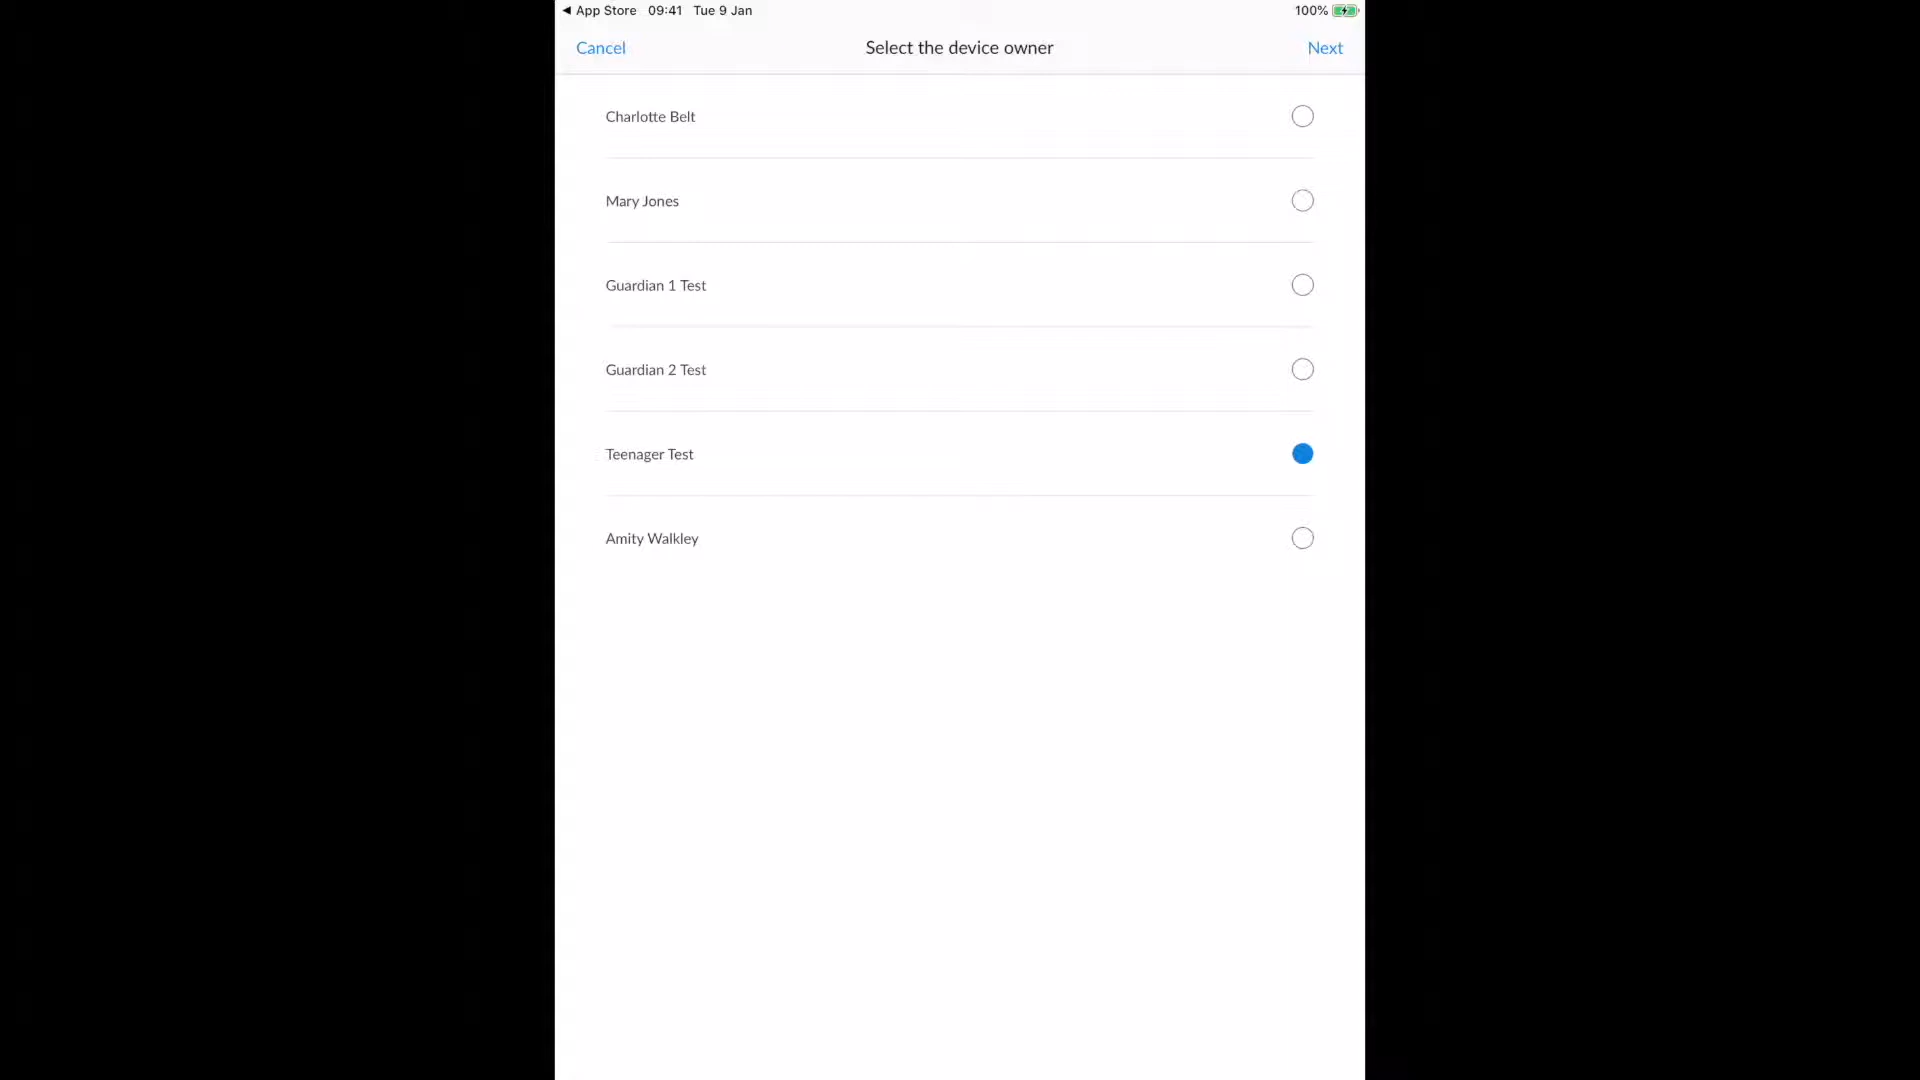 ◀ App Store 09:41 Tue 9 Jan 100%
Cancel Select the device owner Next
Charlotte Belt
Mary Jones
Guardian 1 Test
Guardian 2 Test
Teenager Test
Amity Walkley